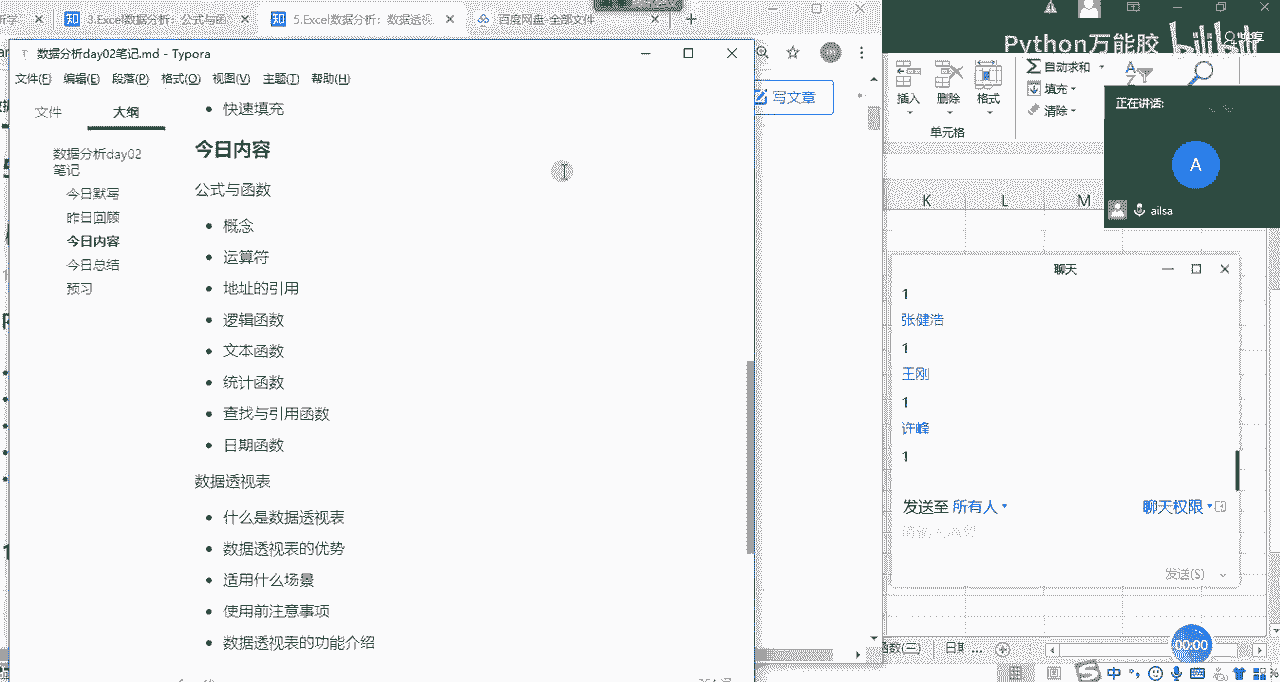 3.Excel数据分析：公式与函
5.Excel数据分析：数据透视
百度网盘-全部文件
数据分析day02笔记.md - Typora
文件(F) 编辑(E) 段落(P) 格式(O) 视图(V) 主题(T) 帮助(H)
文件 大纲
数据分析day02
笔记
今日默写
昨日回顾
今日内容
今日总结
预习
快速填充
今日内容
公式与函数
概念
运算符
地址的引用
逻辑函数
文本函数
统计函数
查找与引用函数
日期函数
数据透视表
什么是数据透视表
数据透视表的优势
适用什么场景
使用前注意事项
数据透视表的功能介绍
写文章
Python万能胶 bilibili
插入 删除 格式
单元格
自动求和
填充
清除
正在讲话:
A
ailsa
K L M
聊天
1
张健浩
1
王刚
1
许峰
1
发送至 所有人
聊天权限
发送(S)
函数(三) 日期 ...
00:00
中